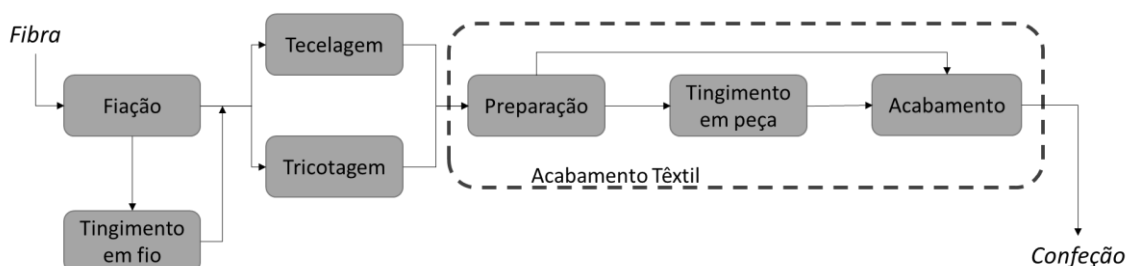 Fibra
Fiação
Tingimento
em fio
Tecelagem
Tricotagem
Preparação
Tingimento
em peça
Acabamento
Acabamento Têxtil
Confeção